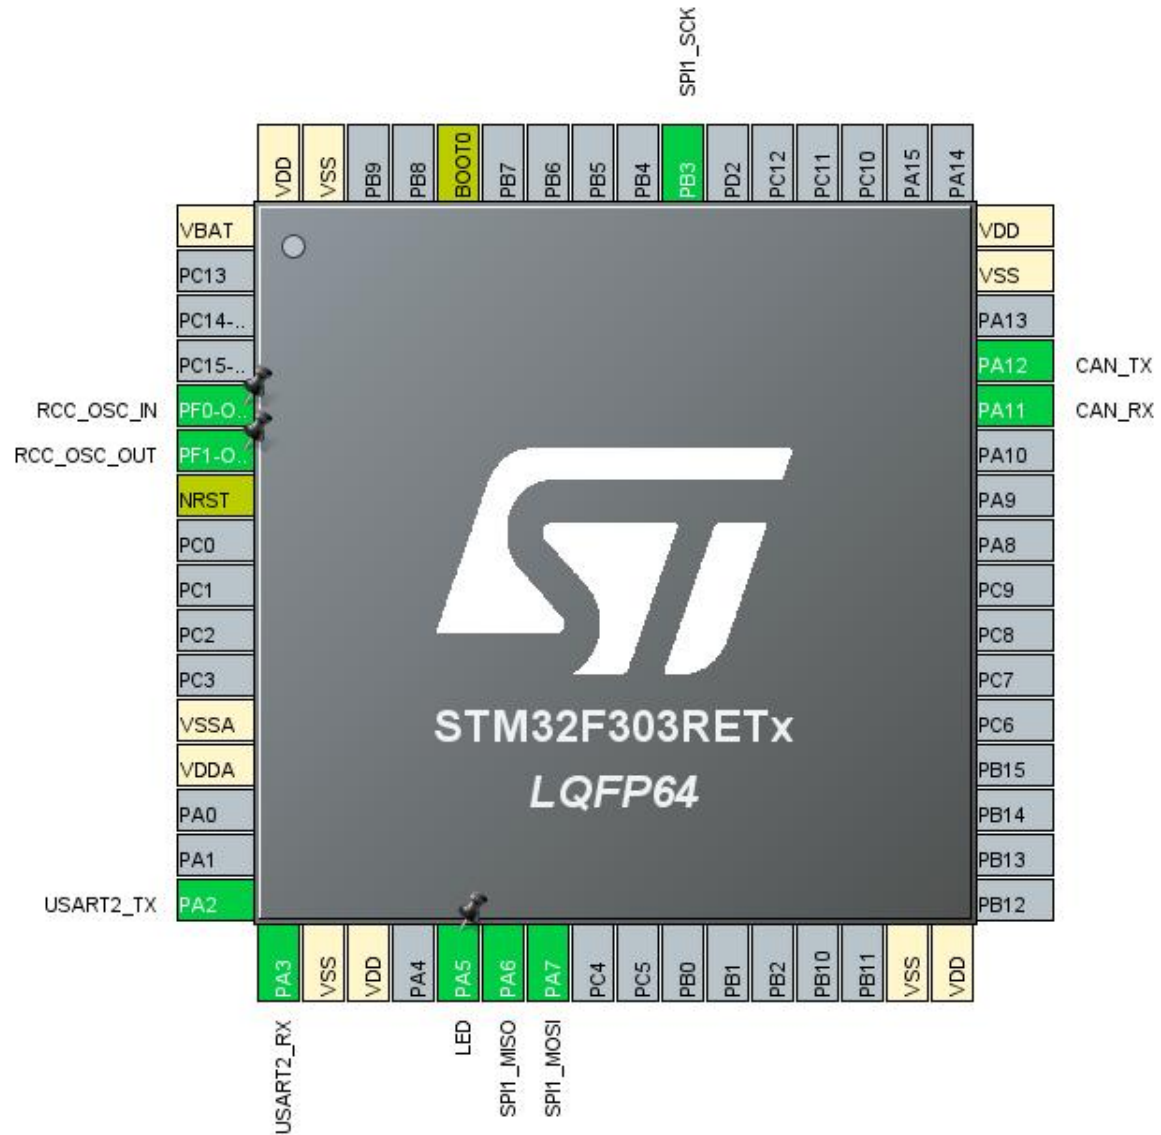 SPI1_SCK
VDD
VSS
PB9
PB8
BOOT0
PB7
PB6
PB5
PB4
PB3
PD2
PC12
PC11
PC10
PA15
PA14
VBAT
PC13
PC14-..
PC15-..
RCC_OSC_IN PF0-O..
RCC_OSC_OUT PF1-O..
NRST
PC0
PC1
PC2
PC3
VSSA
VDDA
PA0
PA1
USART2_TX PA2
VDD
VSS
PA13
PA12 CAN_TX
PA11 CAN_RX
PA10
PA9
PA8
PC9
PC8
PC7
PC6
PB15
PB14
PB13
PB12
ST
STM32F303RETx
LQFP64
PA3
VSS
VDD
PA4
PA5
PA6
PA7
PC4
PC5
PB0
PB1
PB2
PB10
PB11
VSS
VDD
USART2_RX
LED
SPI1_MISO
SPI1_MOSI